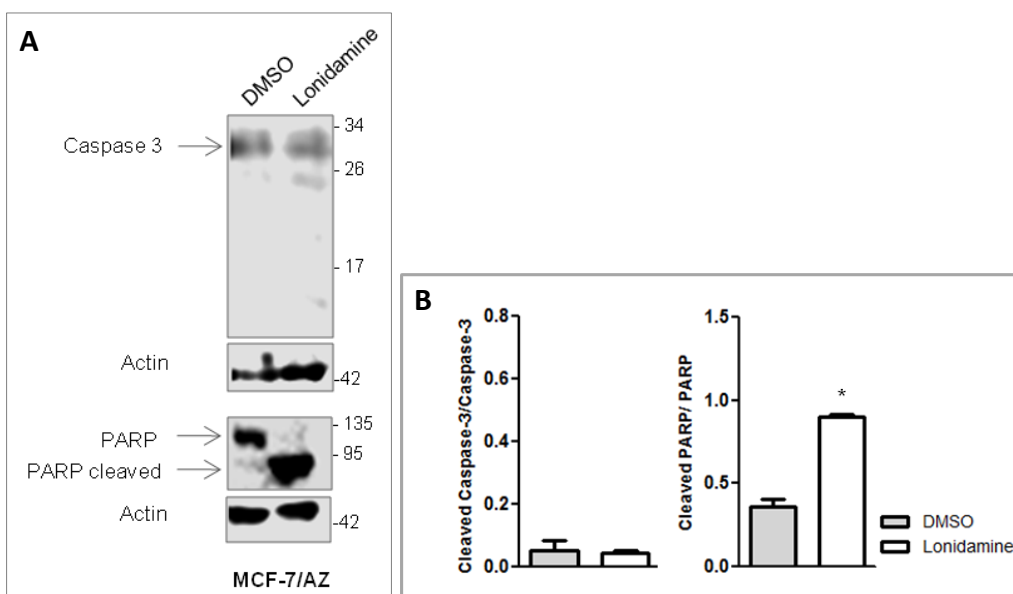 A
DMSO
Lonidamine
Caspase 3
- 34
- 26
- 17
Actin
-42
PARP
PARP cleaved
- 135
- 95
Actin
-42
MCF-7/AZ
B
Cleaved Caspase-3/Caspase-3
0.8
0.6
0.4
0.2
0.0
Cleaved PARP/ PARP
1.5
1.0
0.5
0.0
*
DMSO
Lonidamine